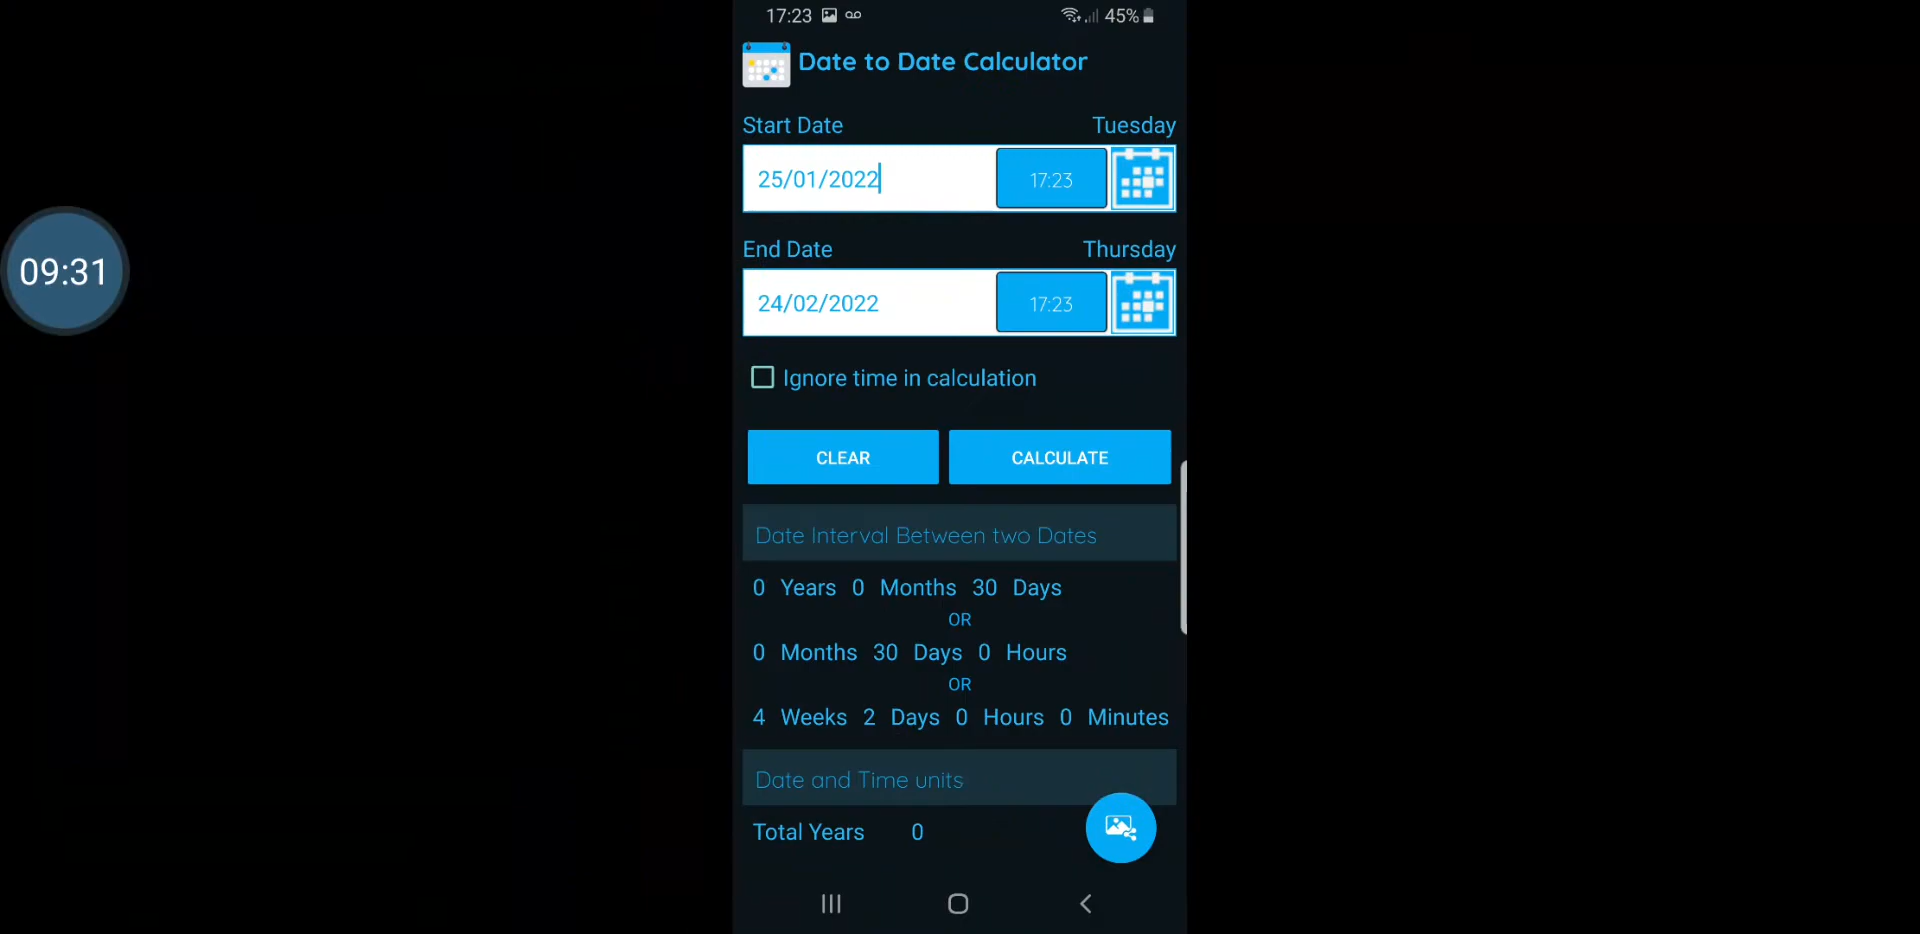 17:23 45%
Date to Date Calculator
Start Date Tuesday
25/01/2022 17:23
09:31
End Date Thursday
24/02/2022 17:23
Ignore time in calculation
CLEAR CALCULATE
Date Interval Between two Dates
0 Years 0 Months 30 Days
OR
0 Months 30 Days 0 Hours
OR
4 Weeks 2 Days 0 Hours 0 Minutes
Date and Time units
Total Years 0